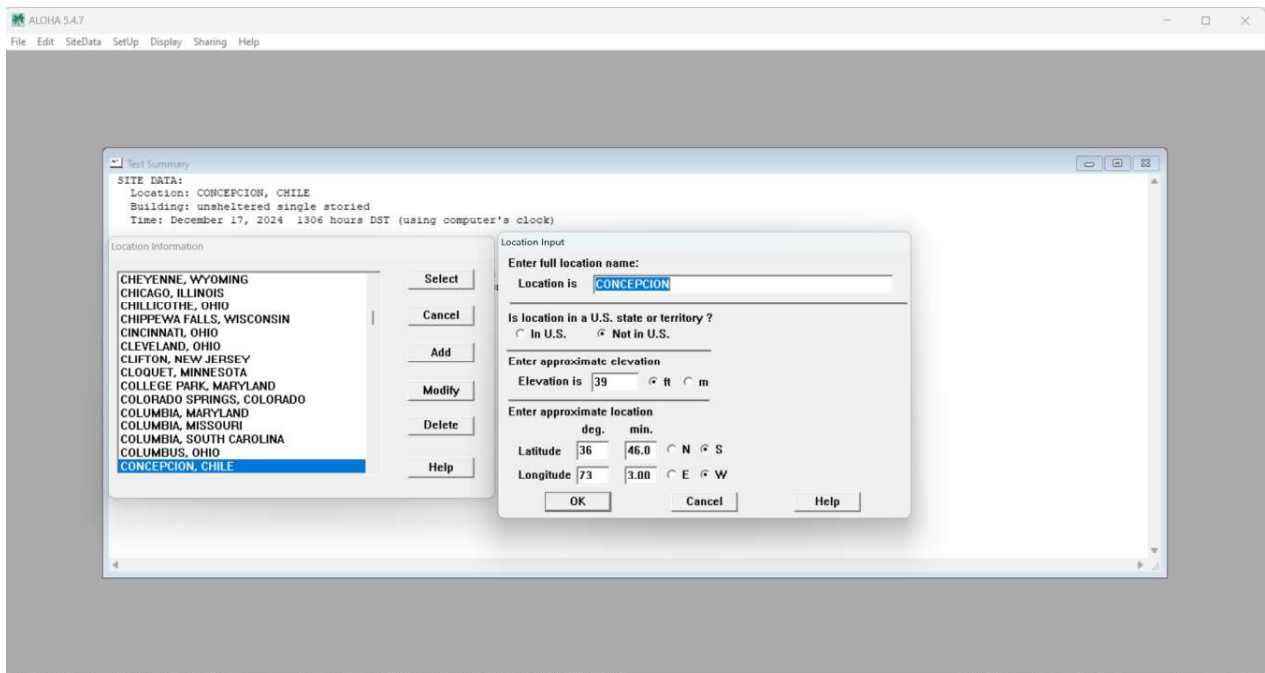 ALOHA 5.4.7
File Edit SiteData SetUp Display Sharing Help
Text Summary
SITE DATA:
Location: CONCEPCION, CHILE
Building: unsheltered single storied
Time: December 17, 2024 1306 hours DST (using computer's clock)
Location Information
CHEYENNE, WYOMING
CHICAGO, ILLINOIS
CHILLICOTHE, OHIO
CHIPPEWA FALLS, WISCONSIN
CINCINNATI, OHIO
CLEVELAND, OHIO
CLIFTON, NEW JERSEY
CLOQUET, MINNESOTA
COLLEGE PARK, MARYLAND
COLORADO SPRINGS, COLORADO
COLUMBIA, MARYLAND
COLUMBIA, MISSOURI
COLUMBIA, SOUTH CAROLINA
COLUMBUS, OHIO
CONCEPCION, CHILE
Select
Cancel
Add
Modify
Delete
Help
Location Input
Enter full location name:
Location is CONCEPCION
Is location in a U.S. state or territory ?
In U.S. Not in U.S.
Enter approximate elevation
Elevation is 39 ft m
Enter approximate location
deg. min.
Latitude 36 46.0 N S
Longitude 73 3.00 E W
OK Cancel Help